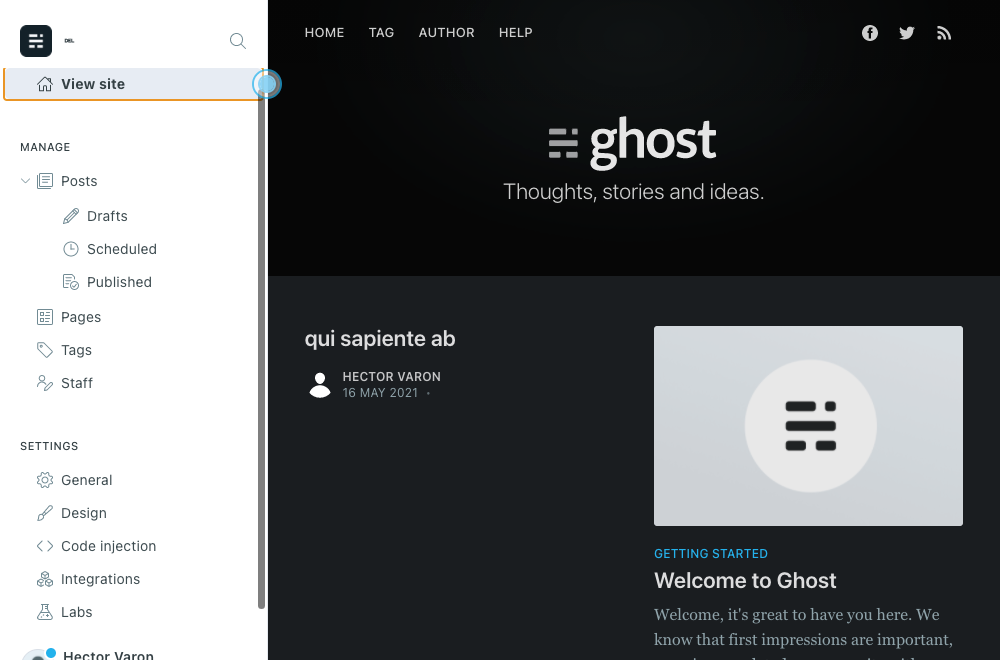 DEL
View site
MANAGE
Posts
Drafts
Scheduled
Published
Pages
Tags
Staff
SETTINGS
General
Design
Code injection
Integrations
Labs
Hector Varon
HOME TAG AUTHOR HELP
ghost
Thoughts, stories and ideas.
qui sapiente ab
HECTOR VARON
16 MAY 2021 •
GETTING STARTED
Welcome to Ghost
Welcome, it's great to have you here. We
know that first impressions are important,